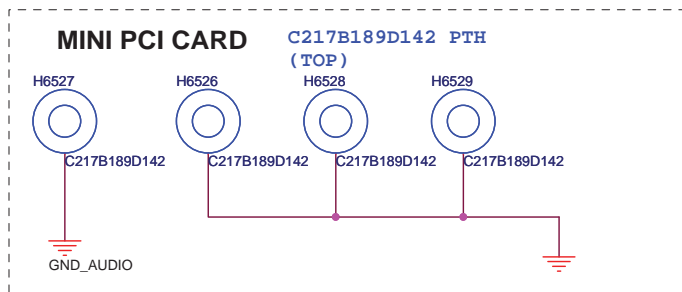 MINI PCI CARD
C217B189D142 PTH
(TOP)
H6527
H6526
H6528
H6529
C217B189D142
C217B189D142
C217B189D142
C217B189D142
GND_AUDIO